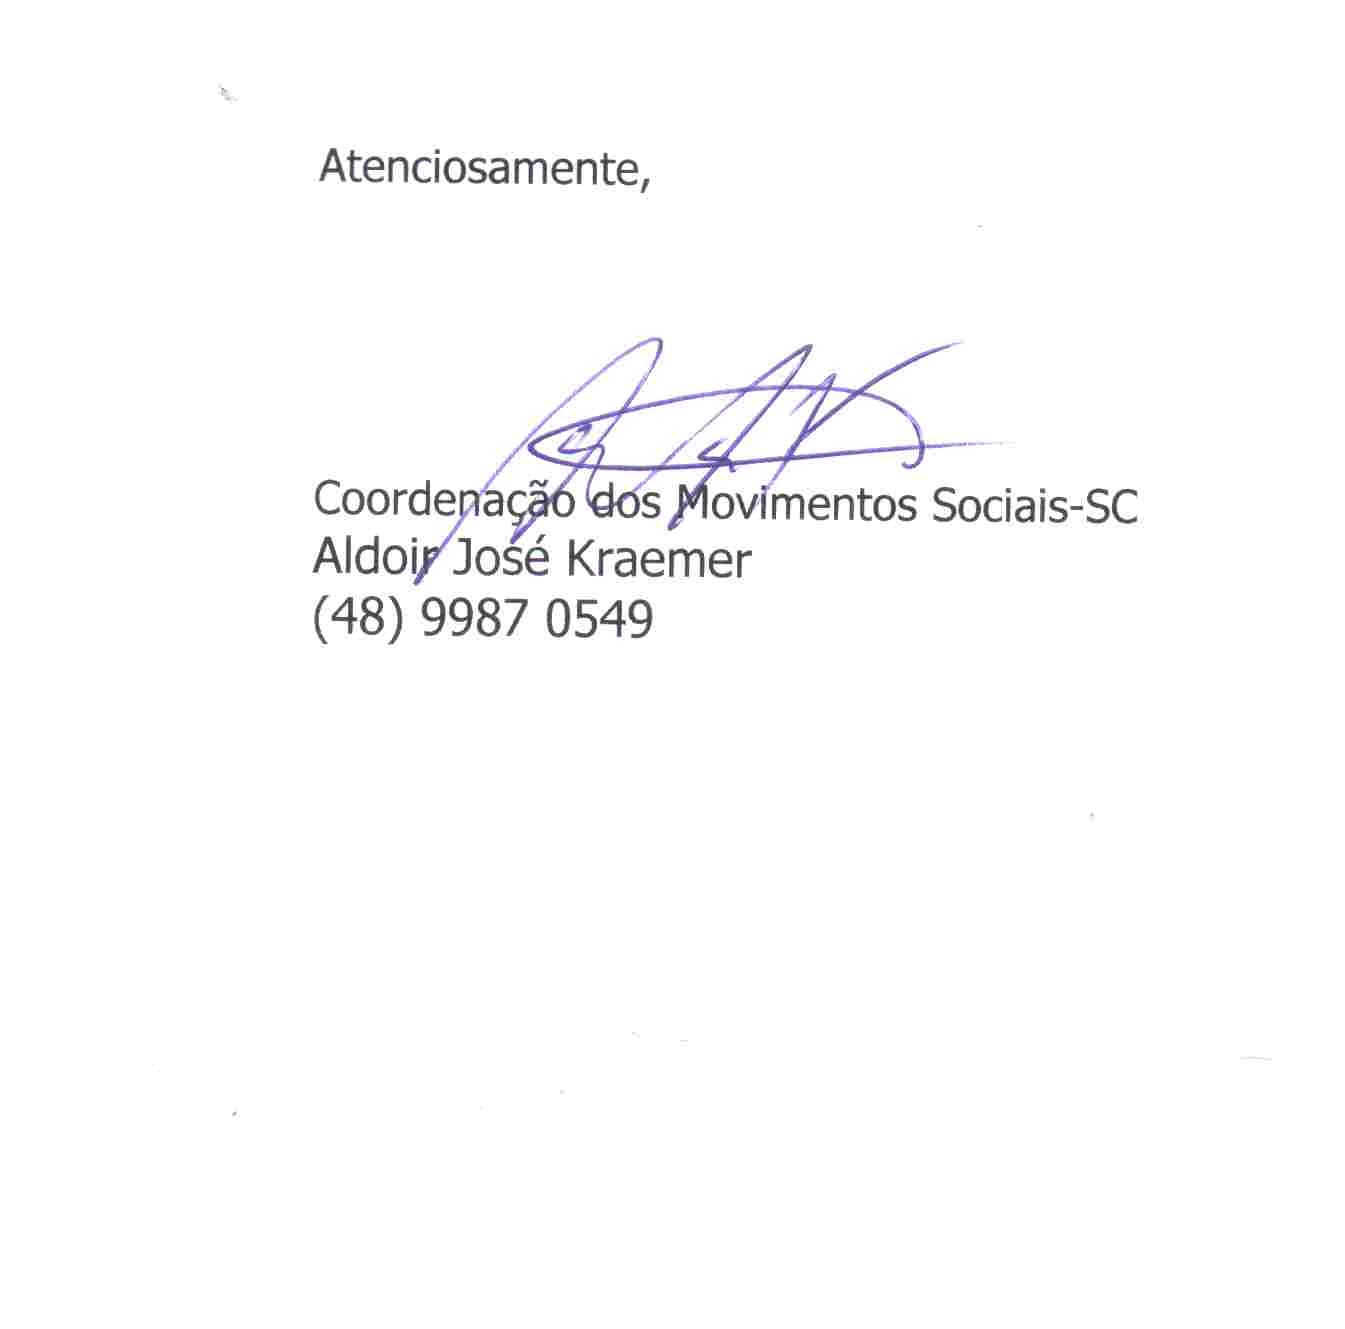 Atenciosamente,
Coordenação dos Movimentos Sociais-SC
Aldoir José Kraemer
(48) 9987 0549